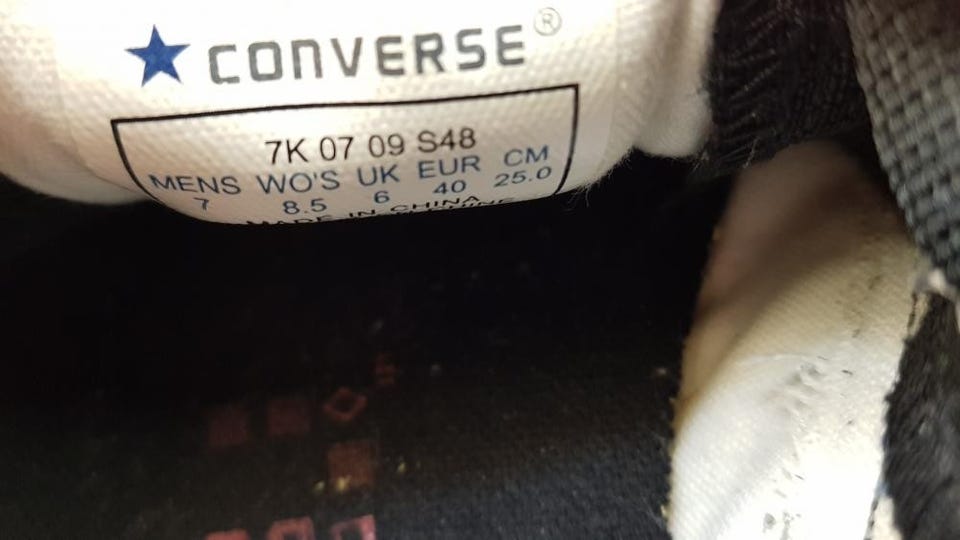 CONVERSE®
7K 07 09 S48
MENS WO'S UK EUR CM
7 8.5 6 40 25.0
MADE IN CHINA